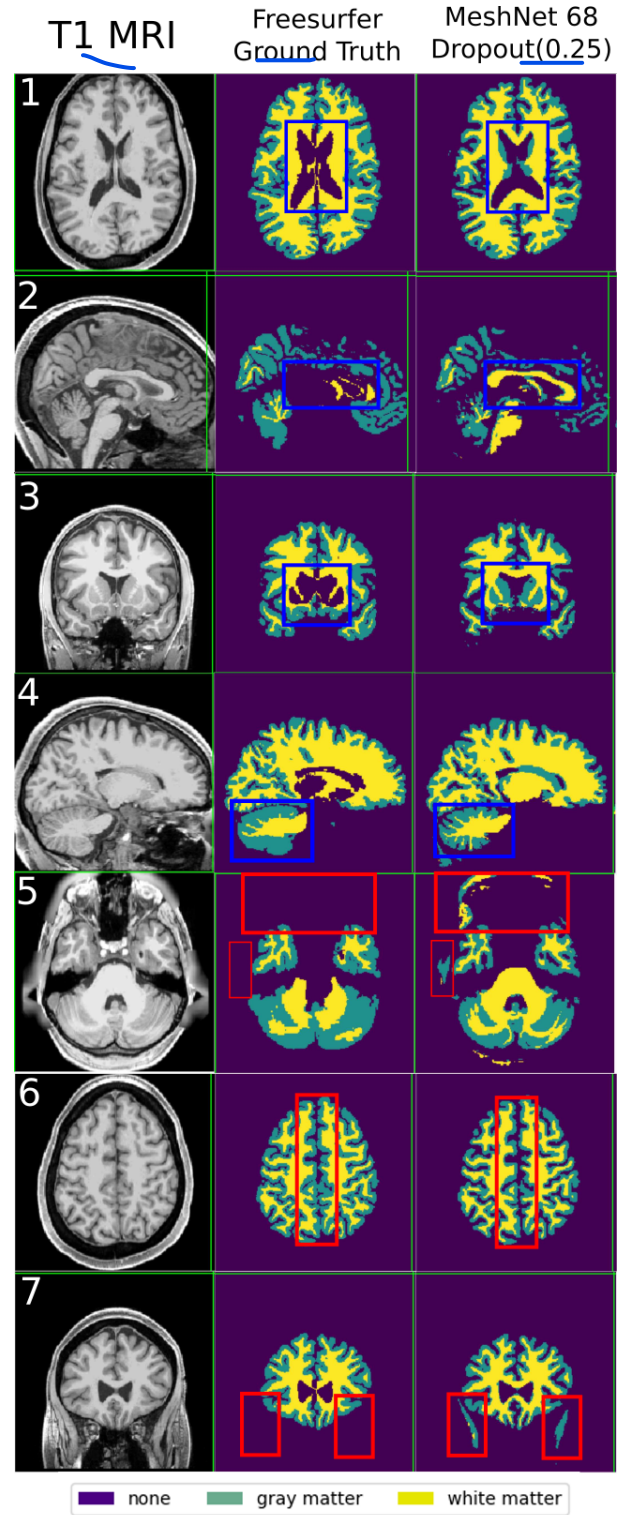 T1 MRI
Freesurfer
Ground Truth
MeshNet 68
Dropout(0.25)
1
2
3
4
5
6
7
none
gray matter
white matter